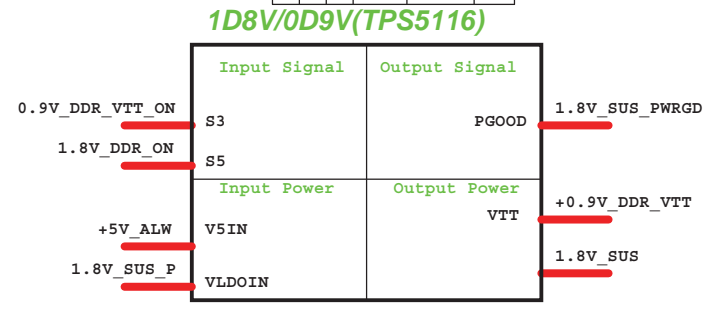 1D8V/0D9V(TPS5116)
Input Signal Output Signal
0.9V_DDR_VTT_ON S3 PGOOD 1.8V_SUS_PWRGD
1.8V_DDR_ON S5
Input Power Output Power
VTT +0.9V_DDR_VTT
+5V_ALW V5IN
1.8V_SUS
1.8V_SUS_P VLDOIN